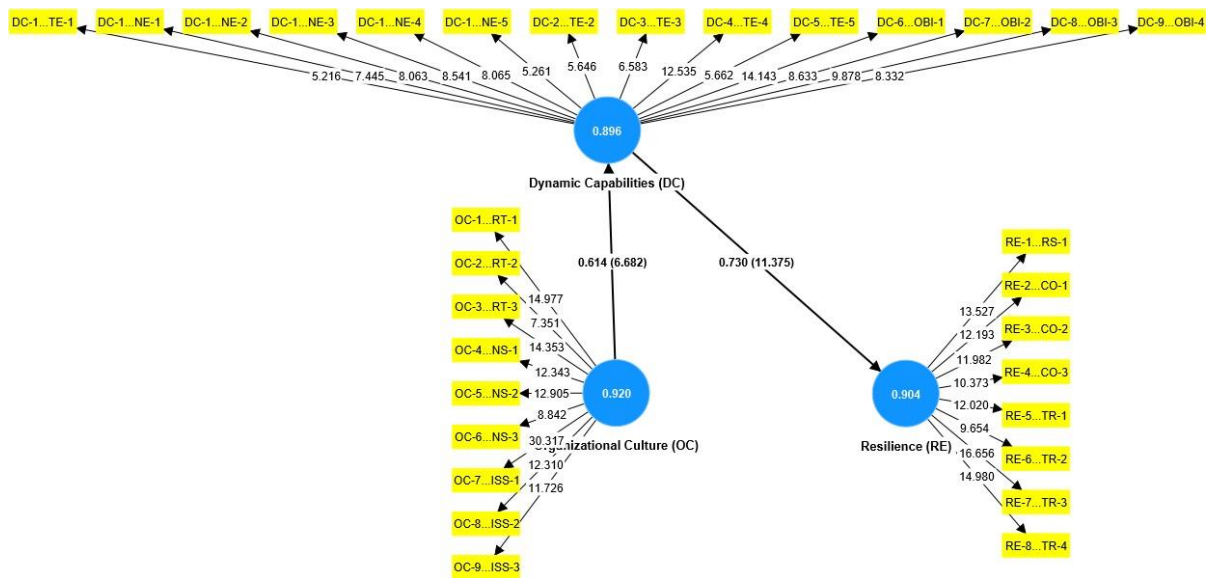 DC-1...TE-1
DC-1...NE-1
DC-1...NE-2
DC-1...NE-3
DC-1...NE-4
DC-1...NE-5
DC-2...TE-2
DC-3...TE-3
DC-4...TE-4
DC-5...TE-5
DC-6...OBI-1
DC-7...OBI-2
DC-8...OBI-3
DC-9...OBI-4
5.216
7.445
8.063
8.541
8.065
5.261
5.646
6.583
12.535
5.662
14.143
8.633
9.878
8.332
0.896
Dynamic Capabilities (DC)
0.614 (6.682)
0.730 (11.375)
OC-1...RT-1
OC-2...RT-2
OC-3...RT-3
OC-4...NS-1
OC-5...NS-2
OC-6...NS-3
OC-7...ISS-1
OC-8...ISS-2
OC-9...ISS-3
14.977
7.351
14.353
12.343
12.905
8.842
30.317
12.310
11.726
0.920
Organizational Culture (OC)
0.904
Resilience (RE)
13.527
12.193
11.982
10.373
12.020
9.654
16.656
14.980
RE-1...RS-1
RE-2...CO-1
RE-3...CO-2
RE-4...CO-3
RE-5...TR-1
RE-6...TR-2
RE-7...TR-3
RE-8...TR-4